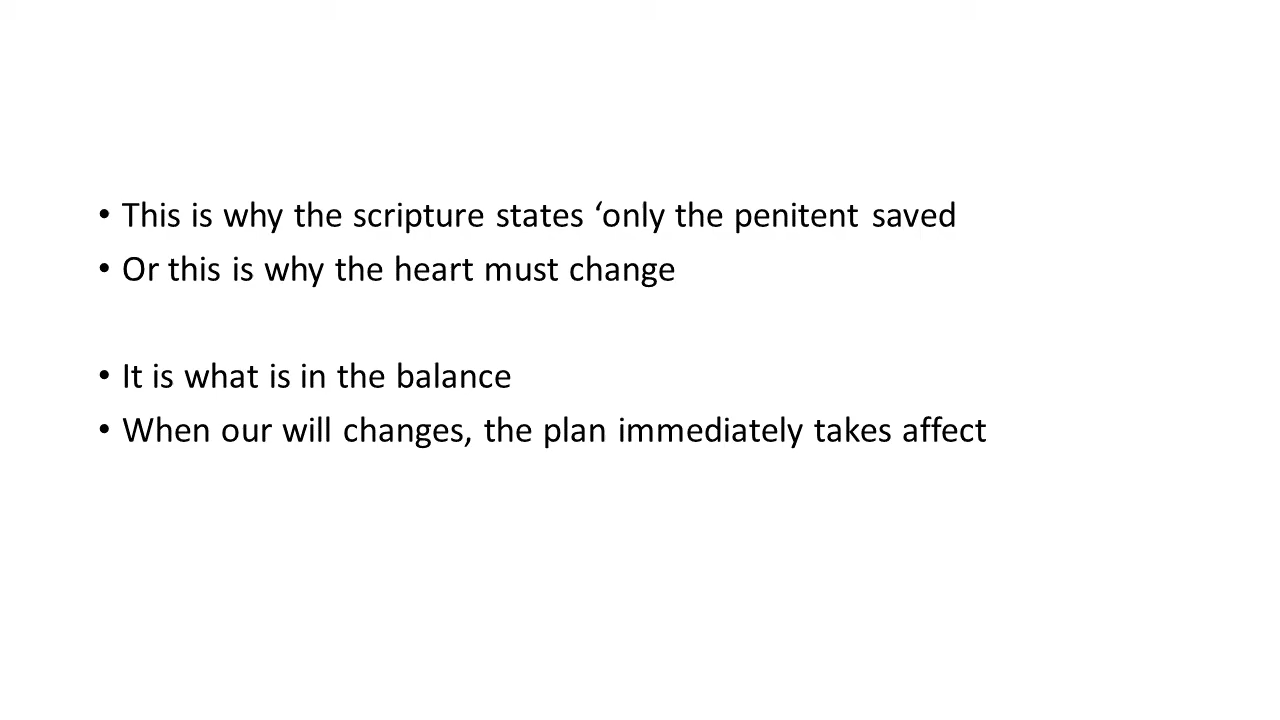 • This is why the scripture states ‘only the penitent saved
• Or this is why the heart must change
• It is what is in the balance
• When our will changes, the plan immediately takes affect